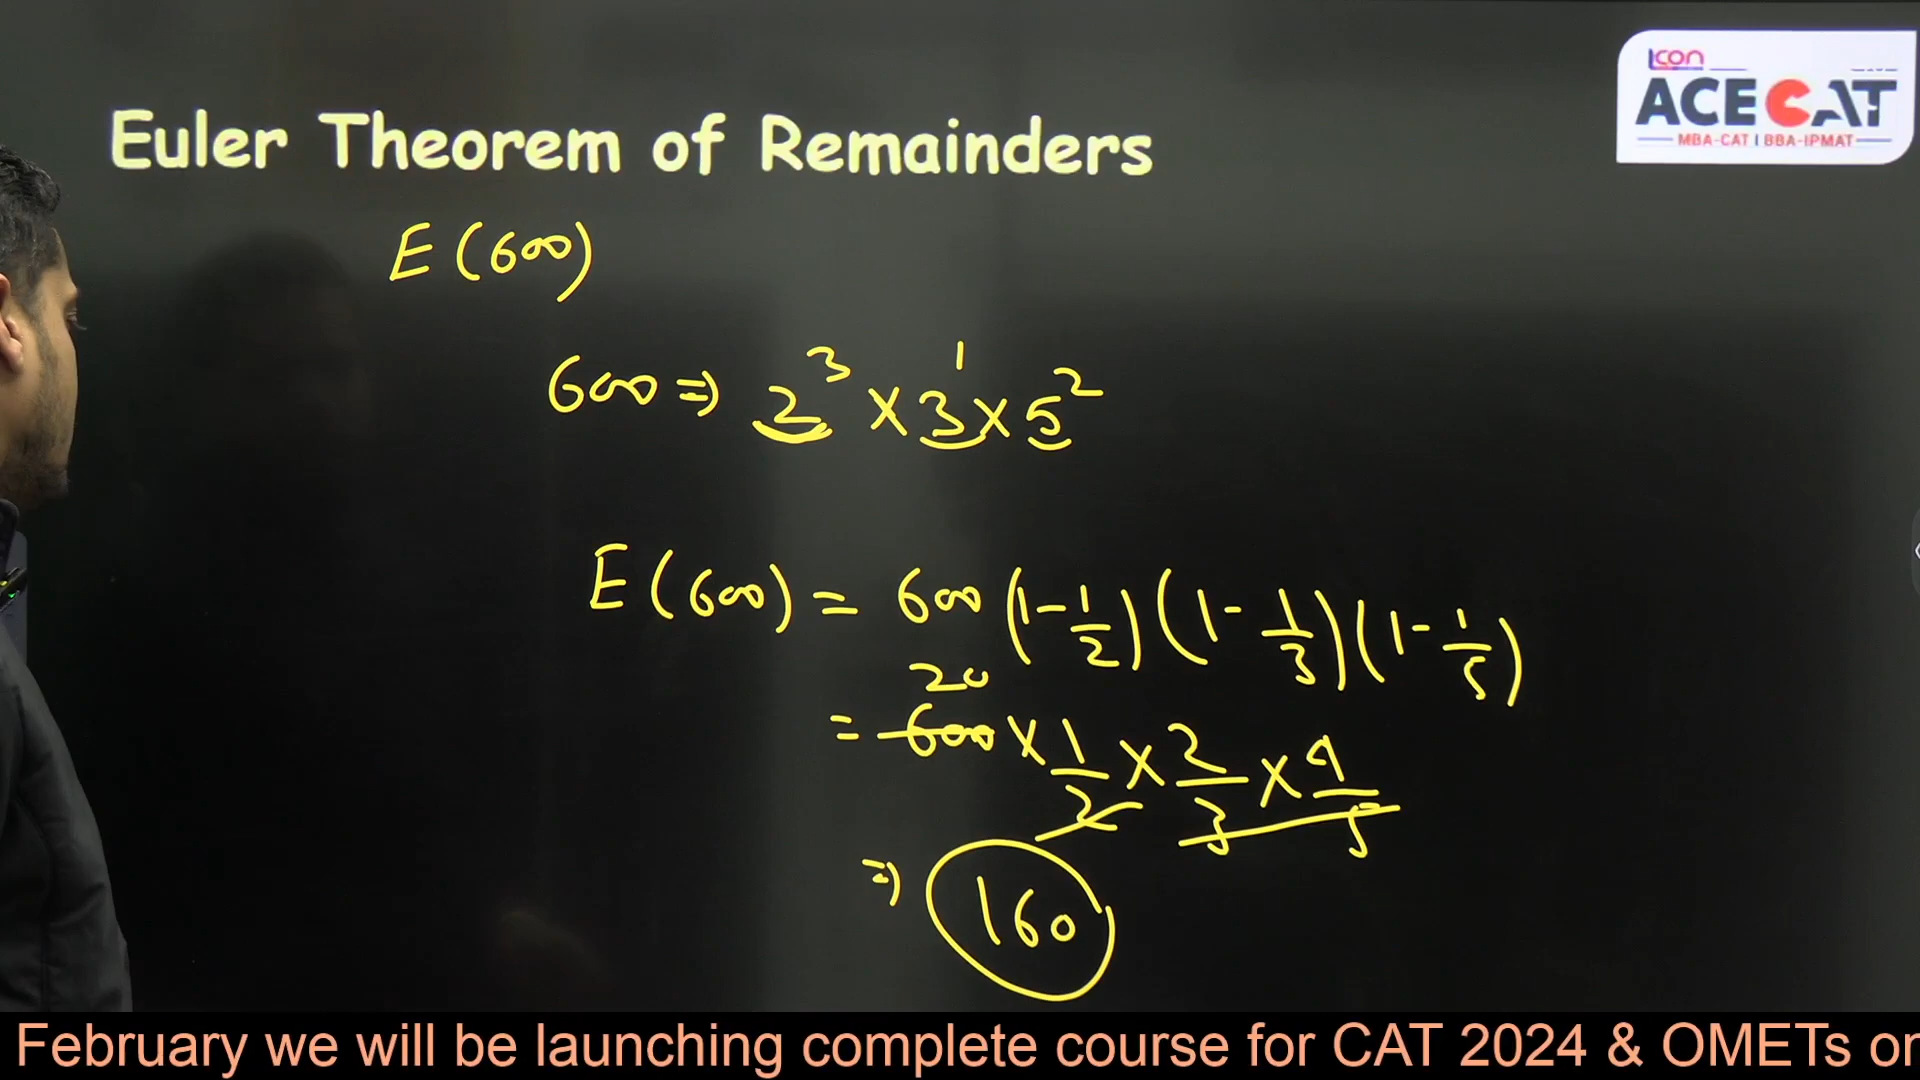 Icon
ACE CAT
MBA-CAT | BBA-IPMAT
Euler Theorem of Remainders
E (600)
600 ⇒ 2³ × 3¹ × 5²
E (600) = 600 (1 - 1/2) (1 - 1/3) (1 - 1/5)
20
= 600 × 1/2 × 2/3 × 4/5
⇒ 160
February we will be launching complete course for CAT 2024 & OMETs or